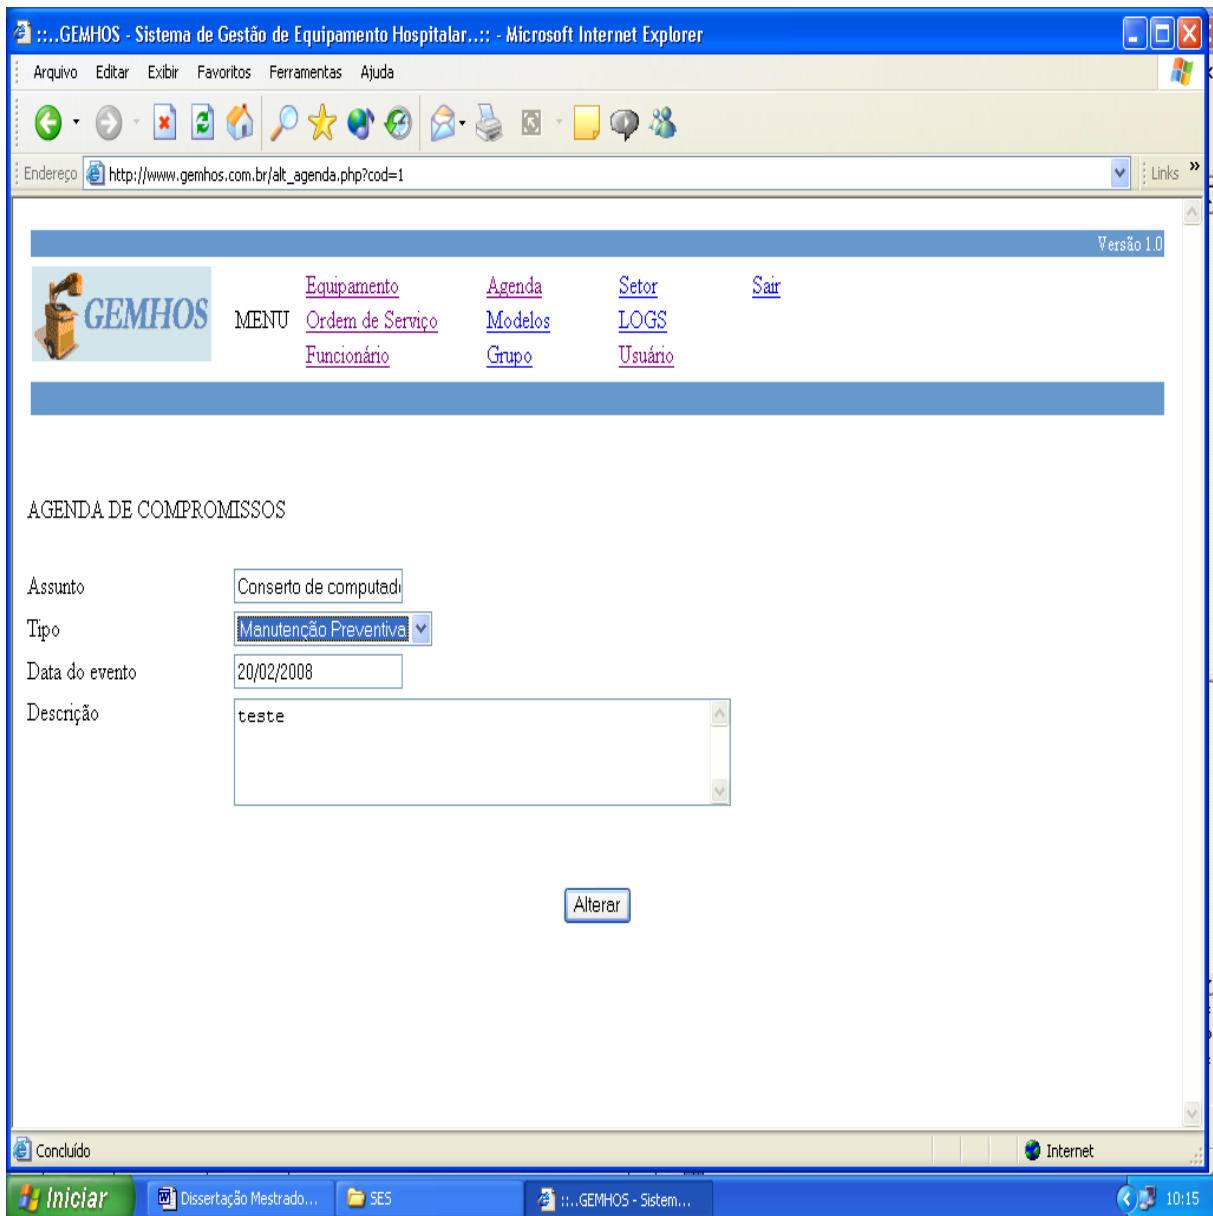 ::..GEMHOS - Sistema de Gestão de Equipamento Hospitalar..:: - Microsoft Internet Explorer
Arquivo Editar Exibir Favoritos Ferramentas Ajuda
Endereço http://www.gemhos.com.br/alt_agenda.php?cod=1 Links »
Versão 1.0
GEMHOS
MENU
Equipamento Agenda Setor Sair
Ordem de Serviço Modelos LOGS
Funcionário Grupo Usuário
AGENDA DE COMPROMISSOS
Assunto Conserto de computad
Tipo Manutenção Preventiva
Data do evento 20/02/2008
Descrição teste
Alterar
Concluído Internet
Iniciar Dissertação Mestrado... SES ::..GEMHOS - Sistem... 10:15